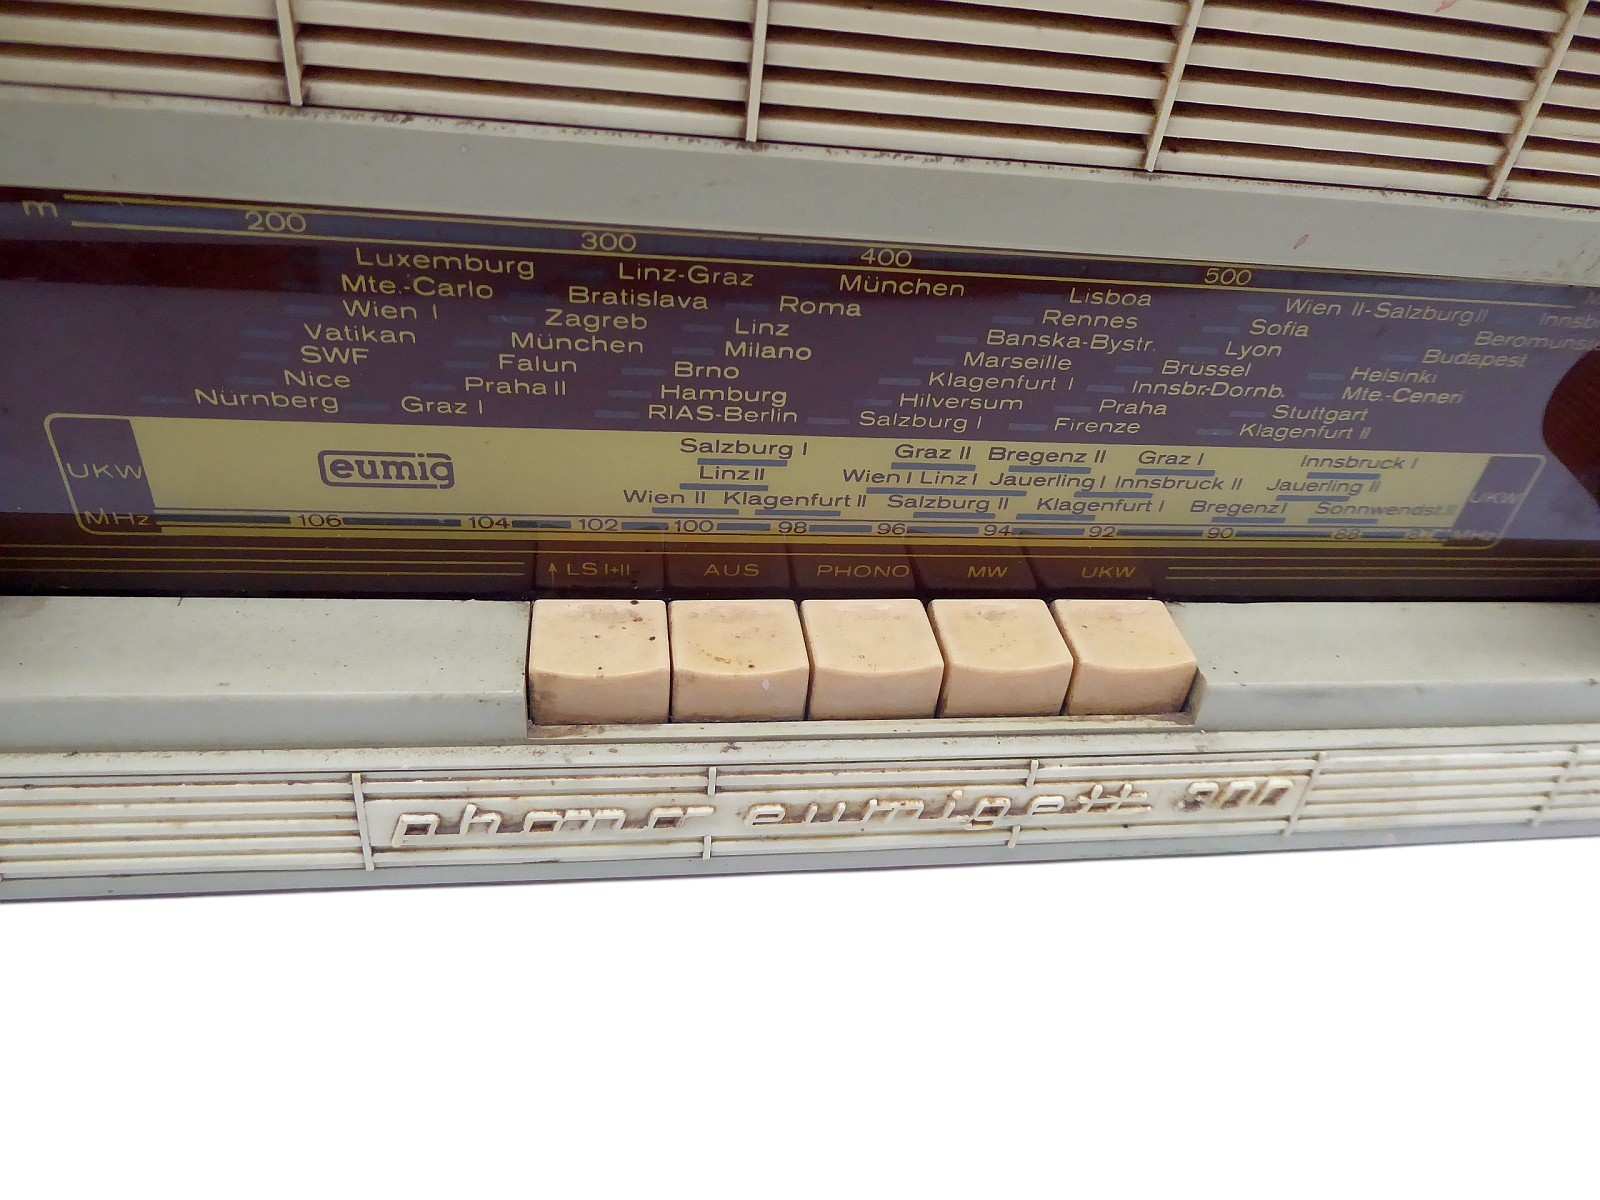 m 200 300 400 500
Luxemburg Linz-Graz München Lisboa Wien II-Salzburg II
Mte.-Carlo Bratislava Roma Rennes Sofia
Wien I Zagreb Linz Banska-Bystr. Lyon Budapest
Vatikan München Milano Marseille Brüssel Helsinki
SWF Falun Brno Klagenfurt I Innsbr-Dornb. Mte-Ceneri
Nice Praha II Hamburg Hilversum Praha Stuttgart
Nürnberg Graz I RIAS-Berlin Salzburg I Firenze Klagenfurt II
Salzburg I Graz II Bregenz II Graz I Innsbruck I
UKW eumig Linz II Wien I Linz I Jauerling I Innsbruck II Jauerling II UKW
Wien II Klagenfurt II Salzburg II Klagenfurt I Bregenz I Sonnwendst.II
MHz 106 104 102 100 98 96 94 92 90 88 87 MHz
LS I+II AUS PHONO MW UKW
phono eumigett 300